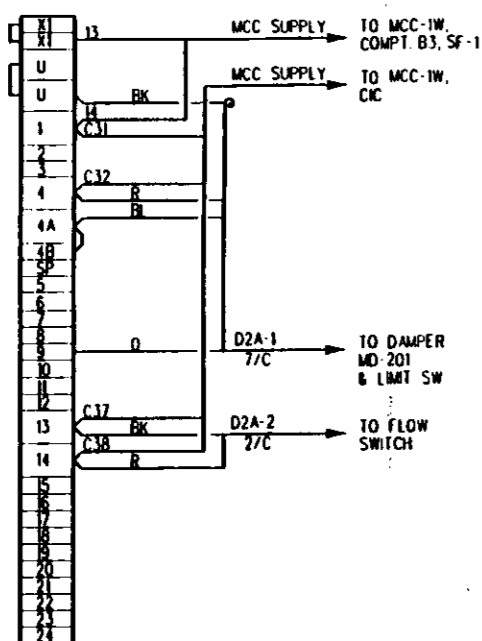 X1
X1
13
MCC SUPPLY
TO MCC-1W,
COMPT. B3, SF-1
U
MCC SUPPLY
TO MCC-1W,
CIC
U
BK
14
1
C31
2
3
C32
4
R
BL
4A
4B
SP
5
6
7
8
9
O
D2A-1
7/C
TO DAMPER
MD-201
& LIMIT SW
10
11
12
C37
13
BK
D2A-2
2/C
TO FLOW
SWITCH
C38
14
R
15
16
17
18
19
20
21
22
23
24